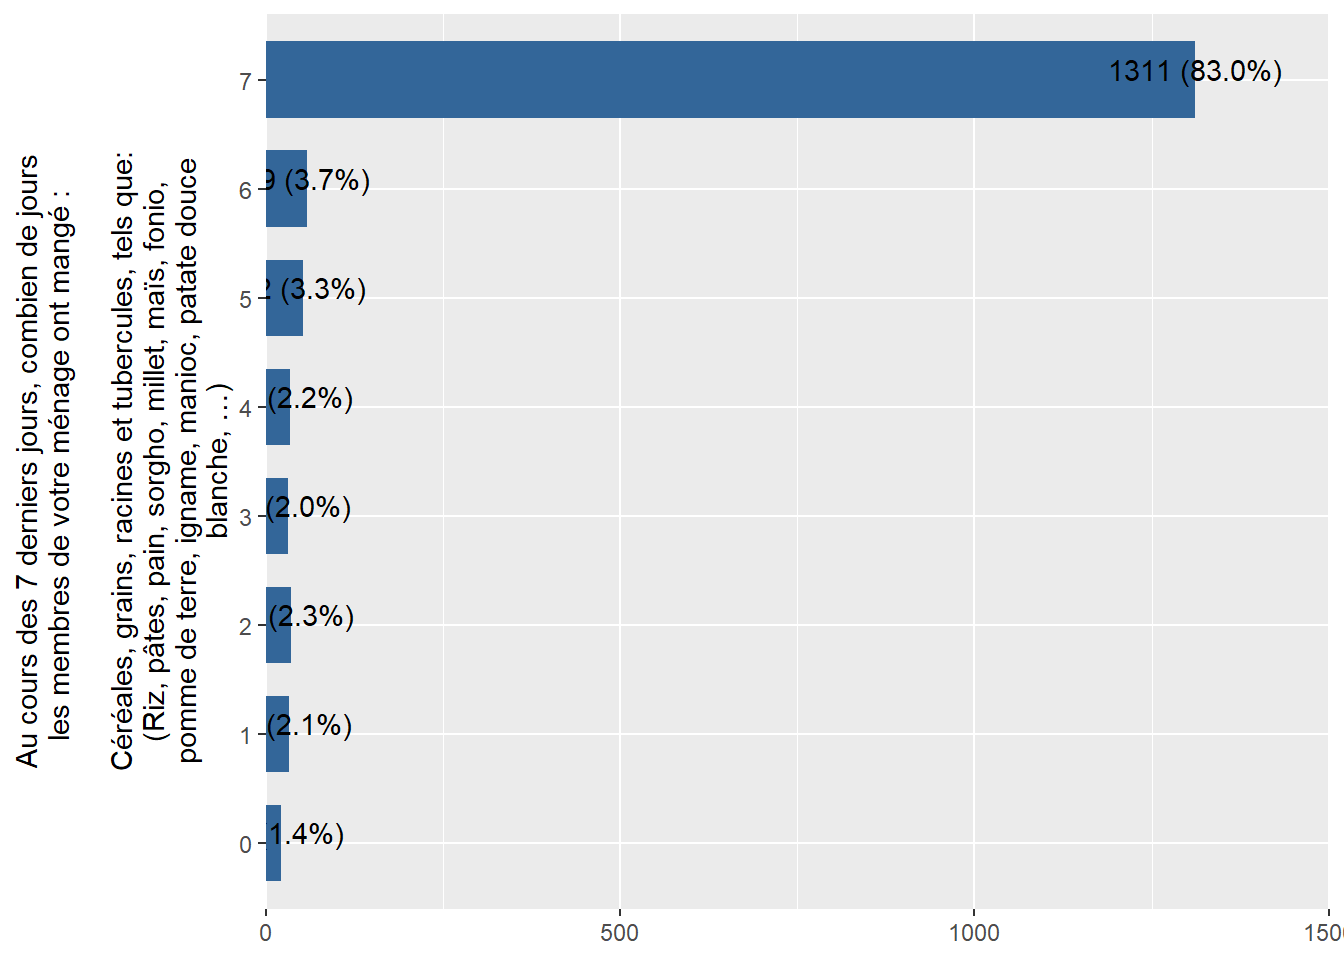 Au cours des 7 derniers jours, combien de jours
les membres de votre ménage ont mangé :
Céréales, grains, racines et tubercules, tels que:
(Riz, pâtes, pain, sorgho, millet, maïs, fonio,
pomme de terre, igname, manioc, patate douce
blanche, …)
7 1311 (83.0%)
6 9 (3.7%)
5 2 (3.3%)
4 (2.2%)
3 (2.0%)
2 (2.3%)
1 (2.1%)
0 1.4%)
0 500 1000 1500